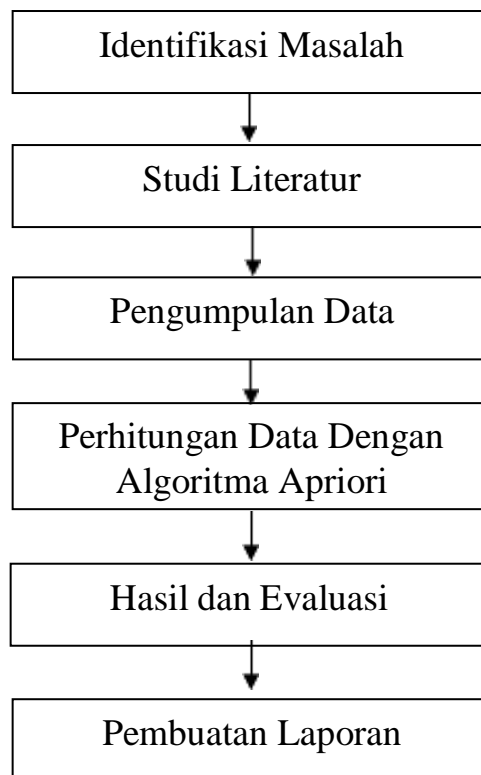 Identifikasi Masalah
Studi Literatur
Pengumpulan Data
Perhitungan Data Dengan
Algoritma Apriori
Hasil dan Evaluasi
Pembuatan Laporan